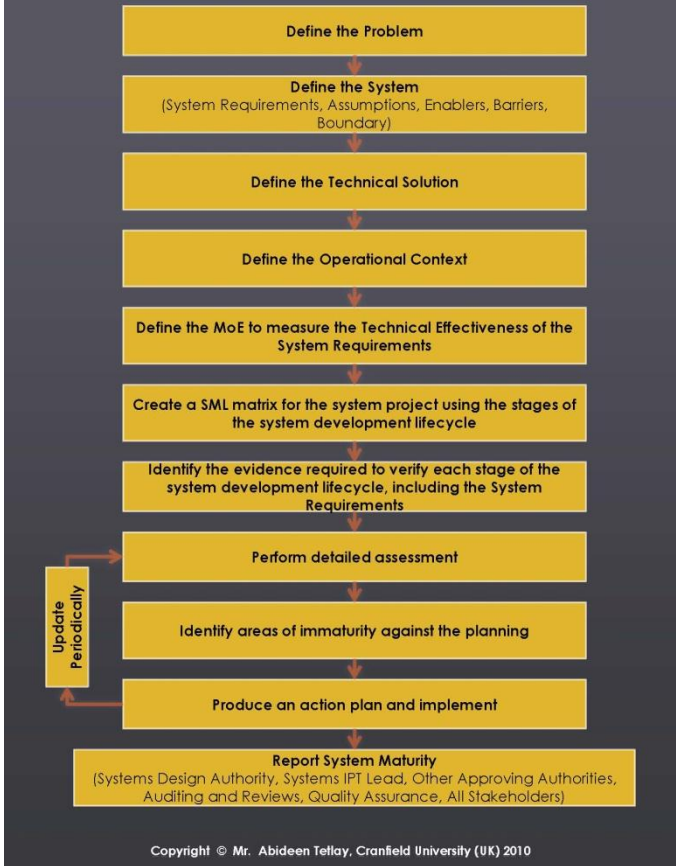 Define the Problem
Define the System
(System Requirements, Assumptions, Enablers, Barriers,
Boundary)
Define the Technical Solution
Define the Operational Context
Define the MoE to measure the Technical Effectiveness of the
System Requirements
Create a SML matrix for the system project using the stages of
the system development lifecycle
Identify the evidence required to verify each stage of the
system development lifecycle, including the System
Requirements
Perform detailed assessment
Update
Periodically
Identify areas of immaturity against the planning
Produce an action plan and implement
Report System Maturity
(Systems Design Authority, Systems IPT Lead, Other Approving Authorities,
Auditing and Reviews, Quality Assurance, All Stakeholders)
Copyright © Mr. Abideen Tetlay, Cranfield University (UK) 2010